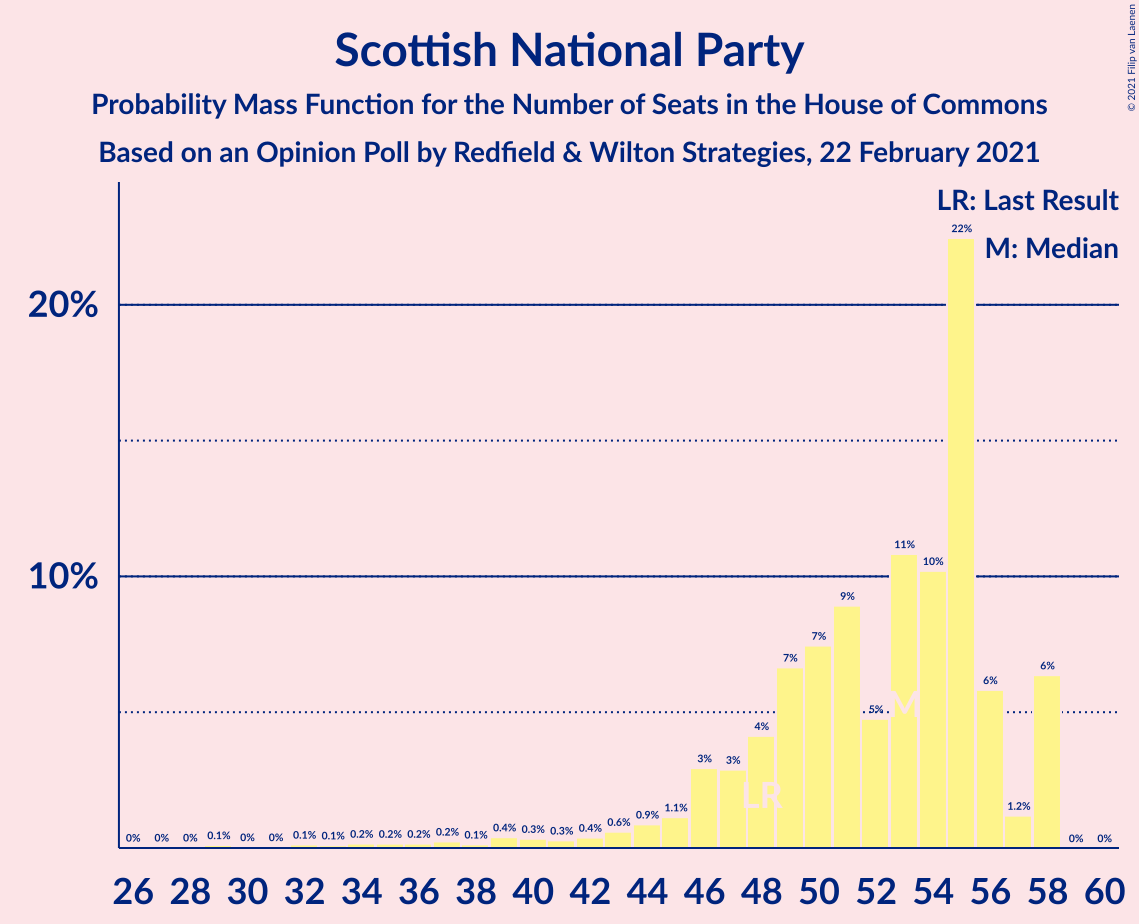 Scottish National Party
Probability Mass Function for the Number of Seats in the House of Commons
Based on an Opinion Poll by Redfield & Wilton Strategies, 22 February 2021
© 2021 Filip van Laenen
LR: Last Result
M: Median
20%
10%
0% 0% 0% 0.1% 0% 0% 0.1% 0.1% 0.2% 0.2% 0.2% 0.2% 0.1% 0.4% 0.3% 0.3% 0.4% 0.6% 0.9% 1.1% 3% 3% 4% 7% 7% 9% 5% 11% 10% 22% 6% 1.2% 6% 0% 0%
LR
M
26 28 30 32 34 36 38 40 42 44 46 48 50 52 54 56 58 60